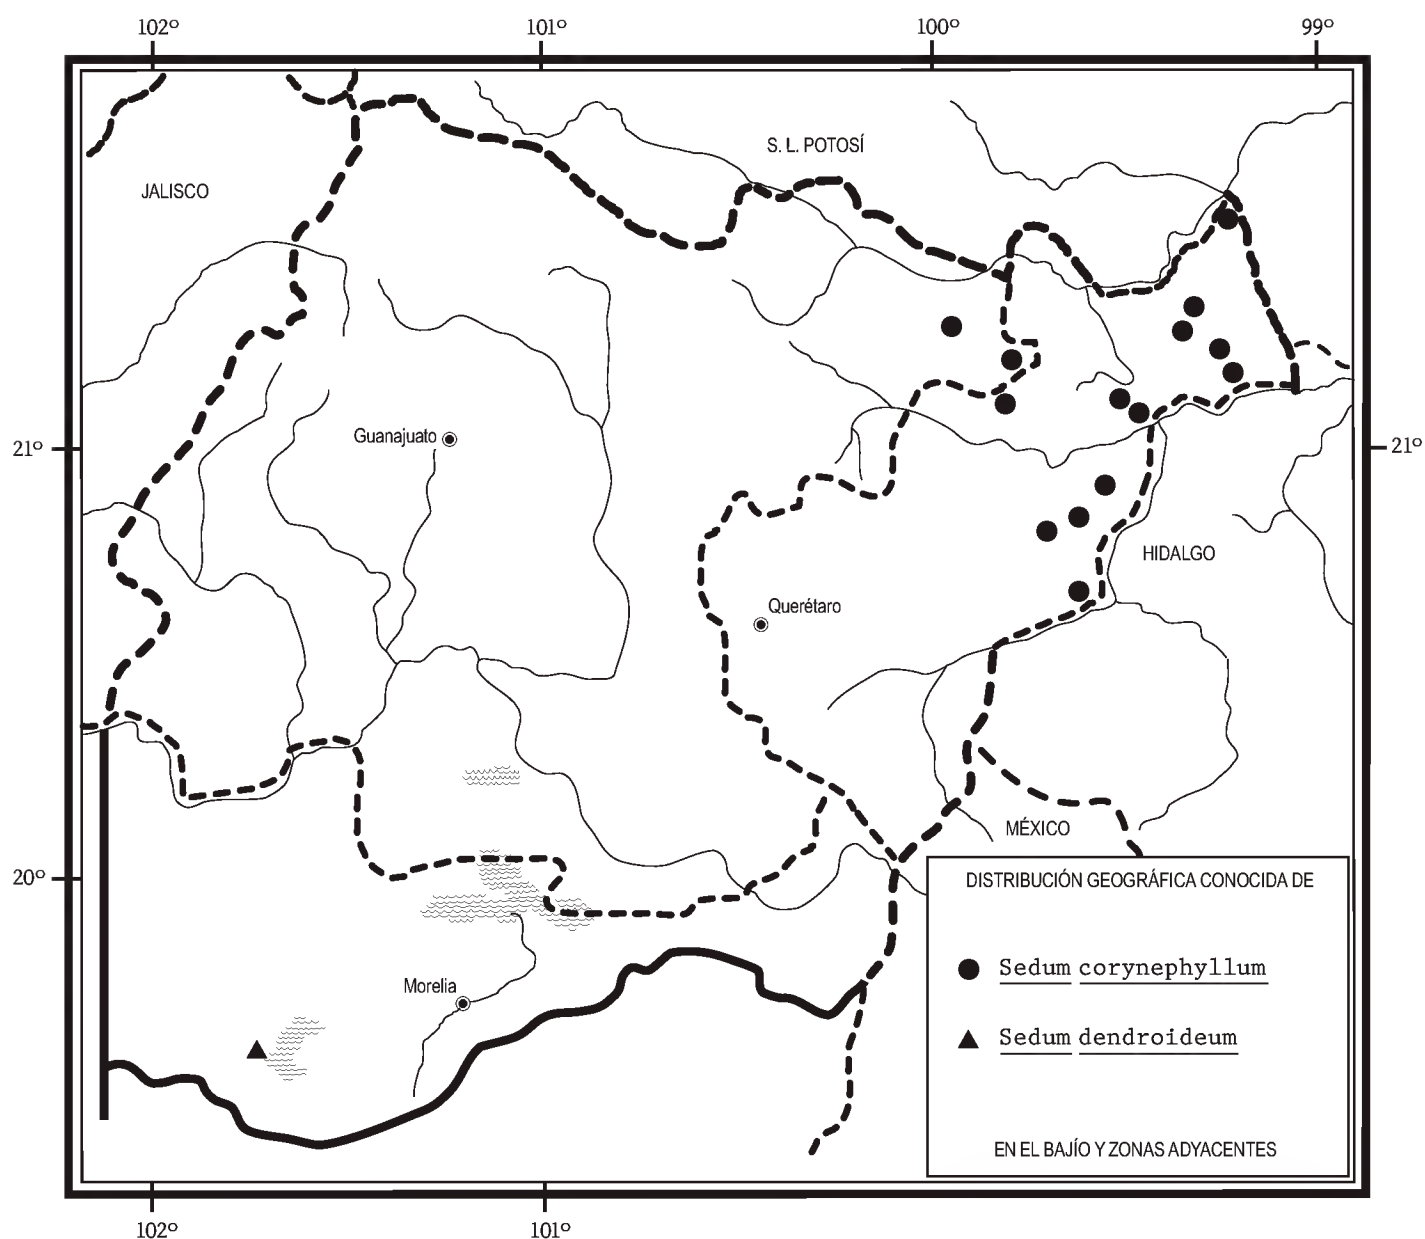 102º 101º 100º 99º
S. L. POTOSÍ
JALISCO
Guanajuato
21º 21º
HIDALGO
Querétaro
MÉXICO
20º
DISTRIBUCIÓN GEOGRÁFICA CONOCIDA DE
Sedum corynephyllum
Morelia
Sedum dendroideum
EN EL BAJÍO Y ZONAS ADYACENTES
102º 101º